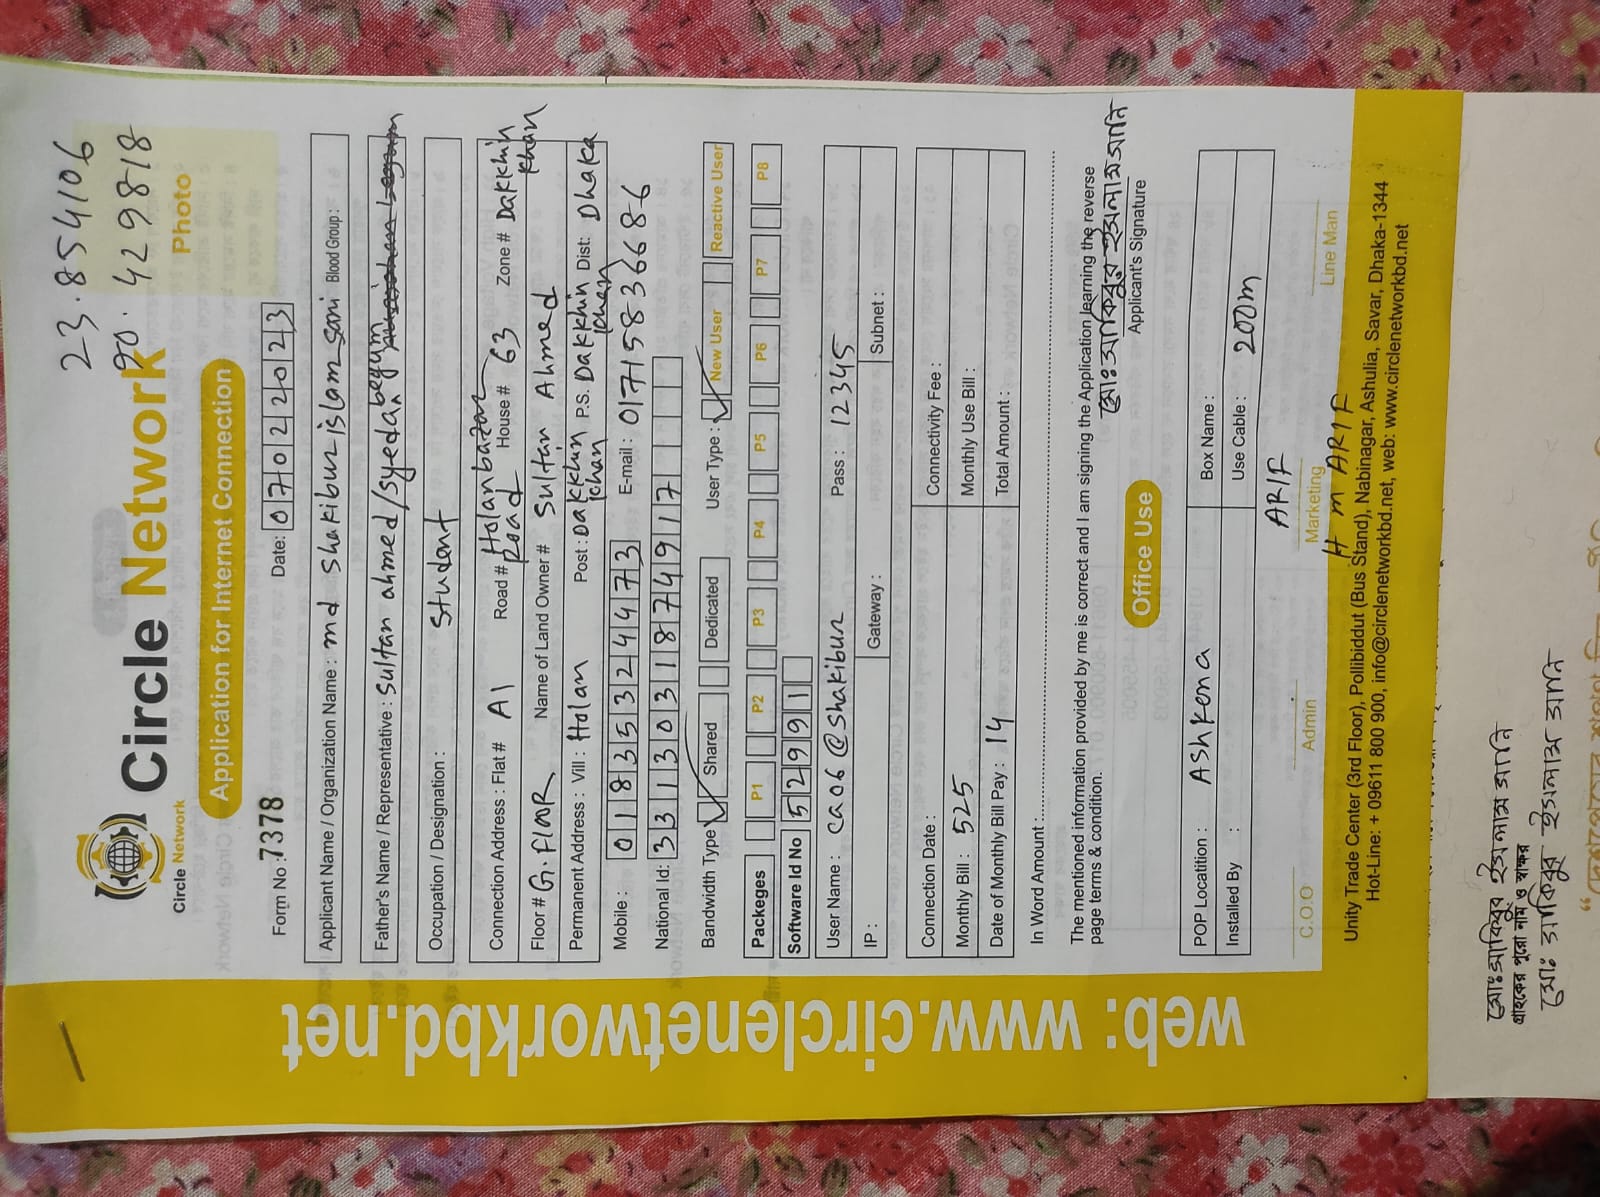 23.854106
90.429818
Circle Network
Circle Network
Photo
Application for Internet Connection
Form No: 7378
Date: 07022023
Applicant Name / Organization Name : md shakibur islam sani Blood Group :
Father's Name / Representative : Sultan ahmed/syeda begum
Occupation / Designation : Student
Connection Address : Flat # A1 Road # Holan bazar Road House # 63 Zone # Dakkhin khan
Floor # G.FlooR Name of Land Owner # Sultan Ahmed
Permanent Address : Vill : Holan Post : Dakkhin khan P.S. Dakkhin khan Dist: Dhaka
Mobile : 01835324473 E-mail : 01715836686
National Id: 3313031874917
Bandwidth Type Shared Dedicated User Type : New User Reactive User
Packeges P1 P2 P3 P4 P5 P6 P7 P8
Software Id No 52991
User Name : ca06@shakibur Pass : 12345
IP : Gateway : Subnet :
Connection Date : Connectivity Fee :
Monthly Bill : 525 Monthly Use Bill :
Date of Monthly Bill Pay : 14 Total Amount :
In Word Amount :
The mentioned information provided by me is correct and I am signing the Application learning the reverse
page terms & condition.
মোঃ সাকিবুর ইসলাম সানি
Applicant's Signature
Office Use
POP Locattion : Ashkona Box Name :
Installed By : Use Cable : 200m
ARIF
C.O.O Admin Marketing Line Man
H m ARIF
Unity Trade Center (3rd Floor), Pollibiddut (Bus Stand), Nabinagar, Ashulia, Savar, Dhaka-1344
Hot-Line: + 09611 800 900, info@circlenetworkbd.net, web: www.circlenetworkbd.net
web: www.circlenetworkbd.net
মোঃ সাকিবুর ইসলাম সানি
গ্রাহকের পুরো নাম ও স্বাক্ষর
মোঃ সাকিবুর ইসলাম সানি